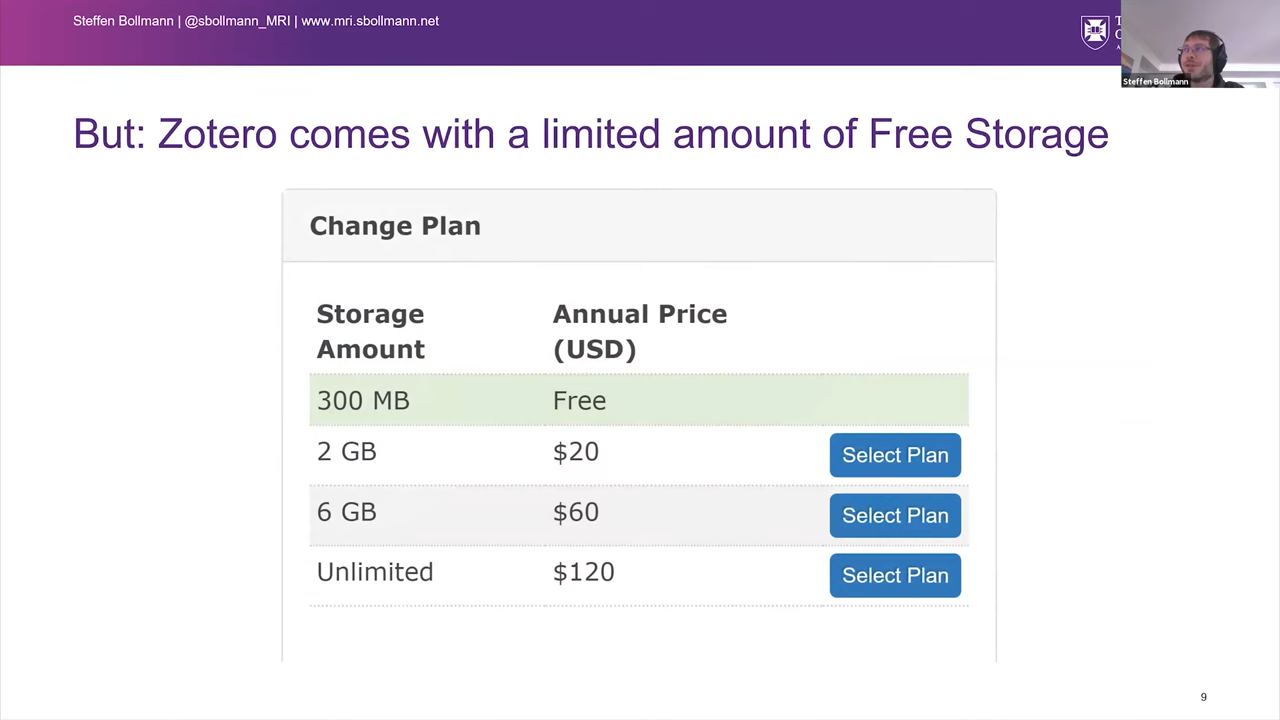 Steffen Bollmann | @sbollmann_MRI | www.mri.sbollmann.net
Steffen Bollmann
But: Zotero comes with a limited amount of Free Storage
Change Plan
Storage Amount
Annual Price (USD)
300 MB Free
2 GB $20 Select Plan
6 GB $60 Select Plan
Unlimited $120 Select Plan
9